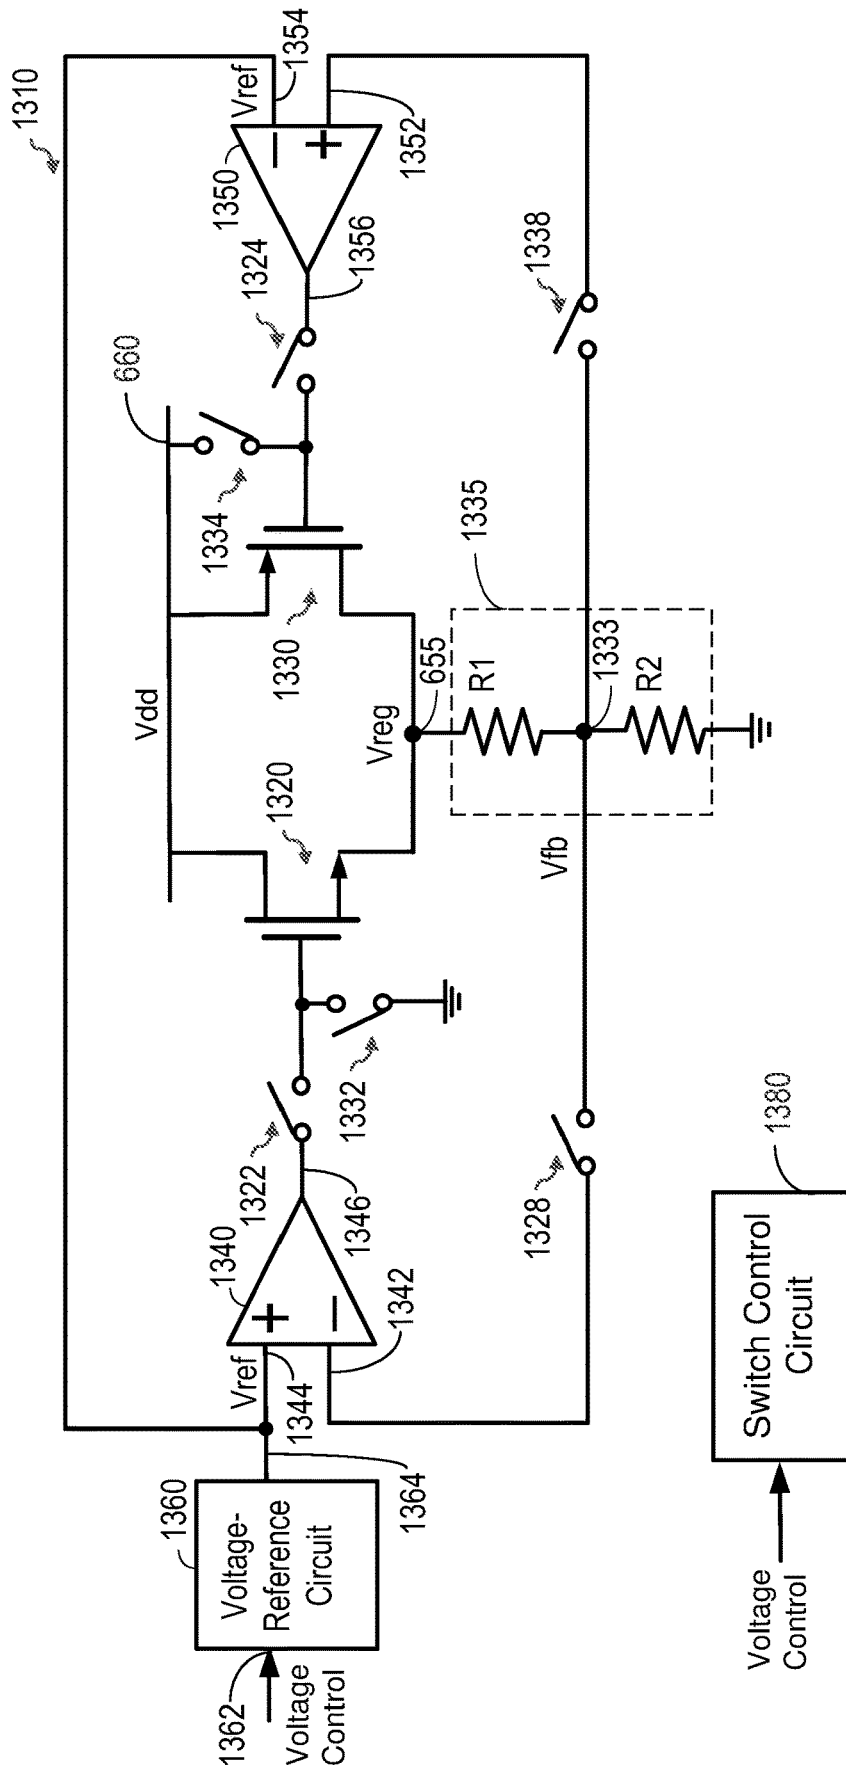 1310
1360
Voltage-
Reference
Circuit
1362
Voltage
Control
1364
Vref
1344
1340
1342
1346
1322
1332
1320
Vdd
1330
1334
660
1324
1356
1350
Vref
1354
1352
Vreg
655
R1
1335
1333
R2
Vfb
1328
1338
Voltage
Control
Switch Control
Circuit
1380